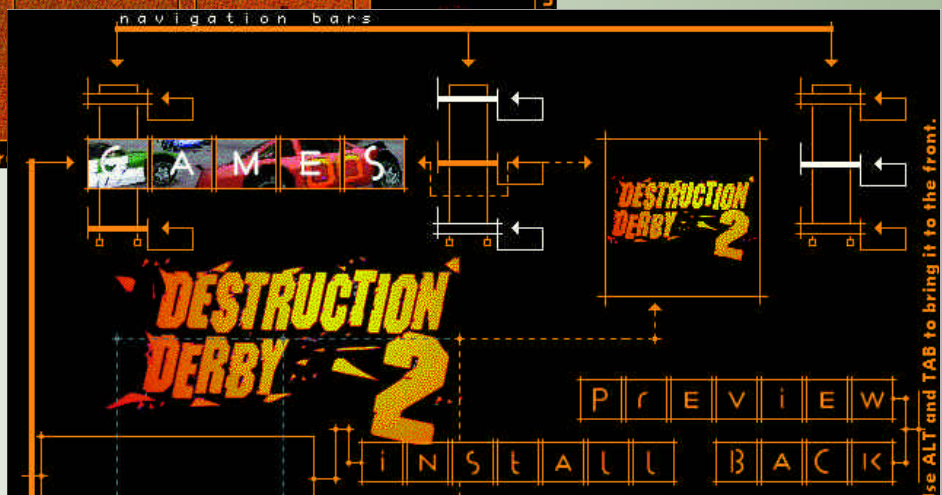 navigation bars
GAMES
DESTRUCTION
DERBY
2
DESTRUCTION
DERBY 2
PREViEW
iNStALL
BACK
ALT and TAB to bring it to the front.